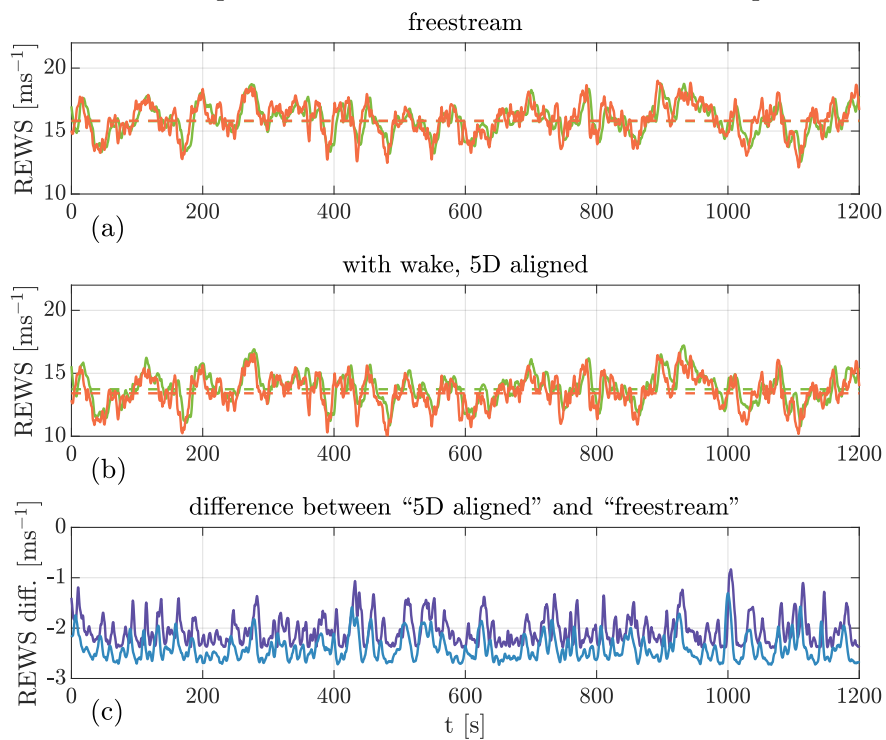 freestream
REWS [ms⁻¹]
20
15
10
0 200 400 600 800 1000 1200
(a)
with wake, 5D aligned
REWS [ms⁻¹]
20
15
10
0 200 400 600 800 1000 1200
(b)
difference between “5D aligned” and “freestream”
REWS diff. [ms⁻¹]
0
-1
-2
-3
0 200 400 600 800 1000 1200
(c)
t [s]